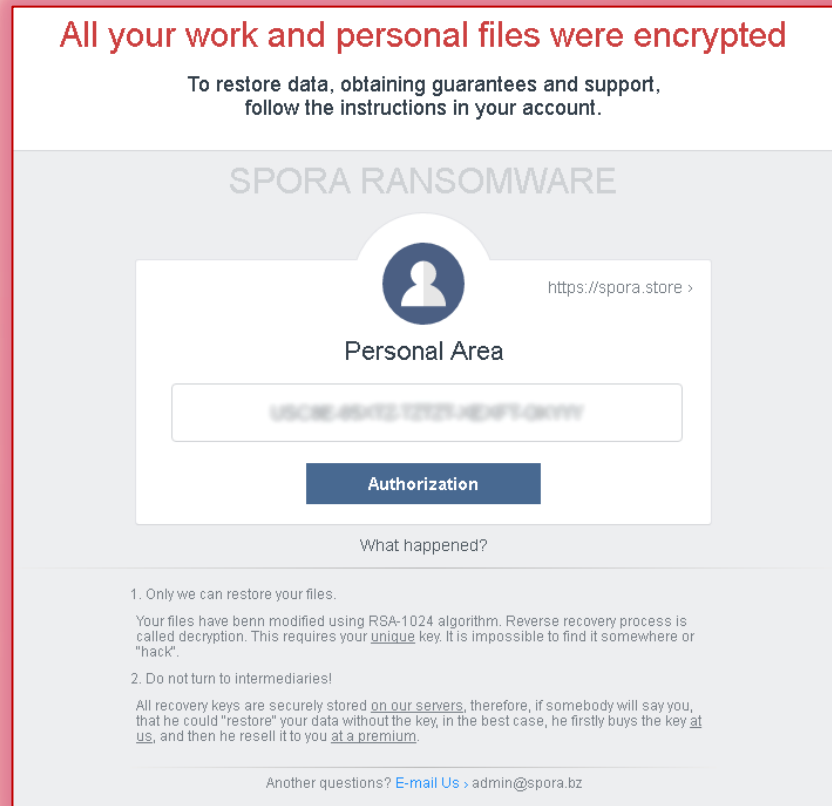 All your work and personal files were encrypted
To restore data, obtaining guarantees and support,
follow the instructions in your account.
SPORA RANSOMWARE
https://spora.store ›
Personal Area
Authorization
What happened?
1. Only we can restore your files.
Your files have benn modified using RSA-1024 algorithm. Reverse recovery process is
called decryption. This requires your unique key. It is impossible to find it somewhere or
"hack".
2. Do not turn to intermediaries!
All recovery keys are securely stored on our servers, therefore, if somebody will say you,
that he could "restore" your data without the key, in the best case, he firstly buys the key at
us, and then he resell it to you at a premium.
Another questions? E-mail Us › admin@spora.bz